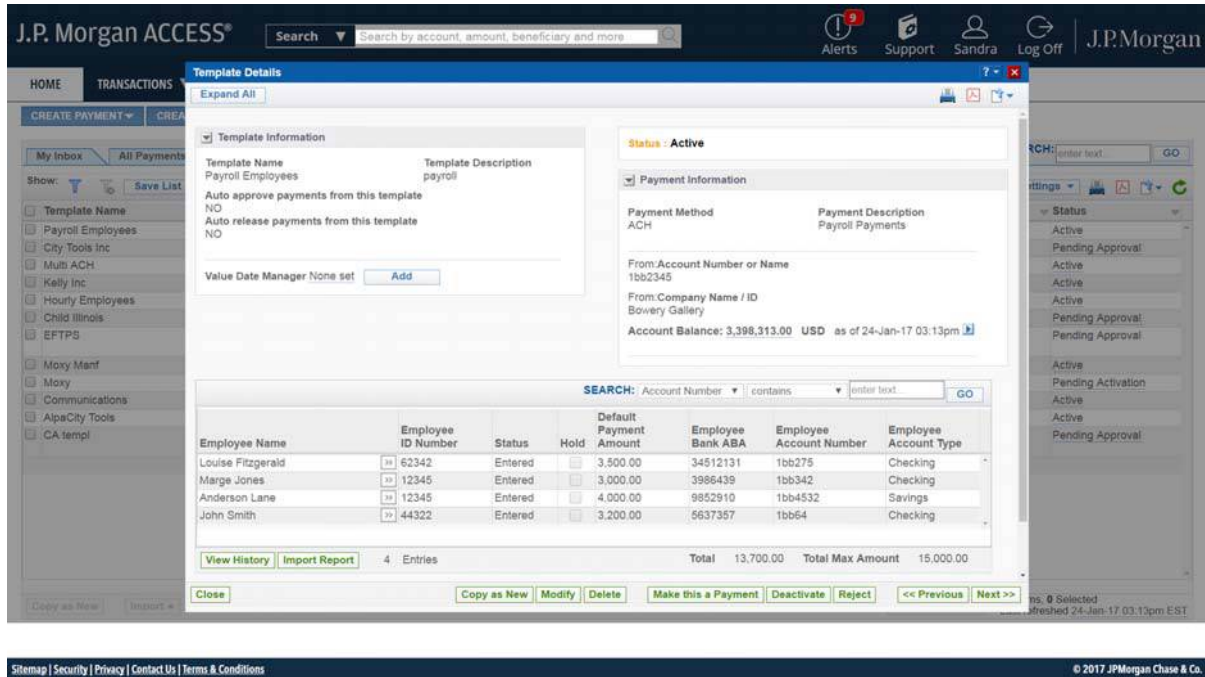 J.P. Morgan ACCESS®
Search ▼ Search by account, amount, beneficiary and more
9
Alerts Support Sandra Log Off J.P.Morgan
HOME TRANSACTIONS
CREATE PAYMENT CREA
Template Details ?
Expand All
My Inbox All Payments
RCH: enter text... GO
Show: Save List
ttings
Template Name Status
Payroll Employees Active
City Tools Inc Pending Approval
Multi ACH Active
Kelly Inc Active
Hourly Employees Active
Child Illinois Pending Approval
EFTPS Pending Approval
Moxy Manf Active
Moxy Pending Activation
Communications Active
AlpaCity Tools Active
CA templ Pending Approval
Template Information
Template Name Template Description
Payroll Employees payroll
Auto approve payments from this template
NO
Auto release payments from this template
NO
Value Date Manager None set Add
Status : Active
Payment Information
Payment Method Payment Description
ACH Payroll Payments
From:Account Number or Name
1bb2345
From:Company Name / ID
Bowery Gallery
Account Balance: 3,398,313.00 USD as of 24-Jan-17 03:13pm
SEARCH: Account Number ▼ contains ▼ enter text... GO
Employee Name Employee ID Number Status Hold Default Payment Amount Employee Bank ABA Employee Account Number Employee Account Type
Louise Fitzgerald >> 62342 Entered 3,500.00 34512131 1bb275 Checking
Marge Jones >> 12345 Entered 3,000.00 3986439 1bb342 Checking
Anderson Lane >> 12345 Entered 4,000.00 9852910 1bb4532 Savings
John Smith >> 44322 Entered 3,200.00 5637357 1bb64 Checking
View History Import Report 4 Entries Total 13,700.00 Total Max Amount 15,000.00
Close Copy as New Modify Delete Make this a Payment Deactivate Reject << Previous Next >>
Copy as New Import
ms, 0 Selected
freshed 24-Jan-17 03:13pm EST
Sitemap | Security | Privacy | Contact Us | Terms & Conditions © 2017 JPMorgan Chase & Co.